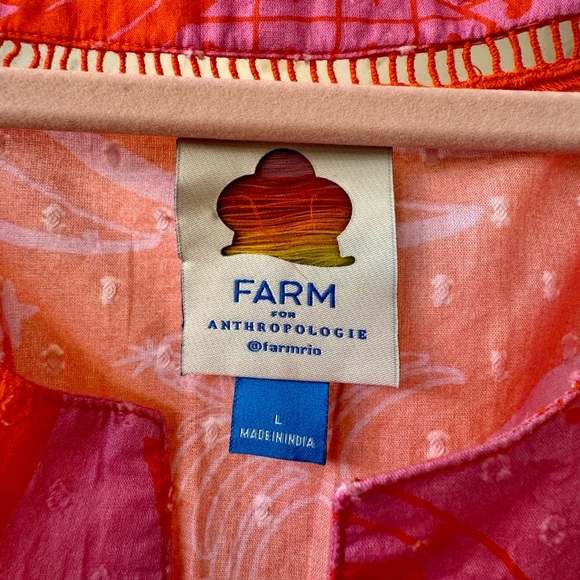 FARM
FOR
ANTHROPOLOGIE
@farmrio
L
MADE IN INDIA